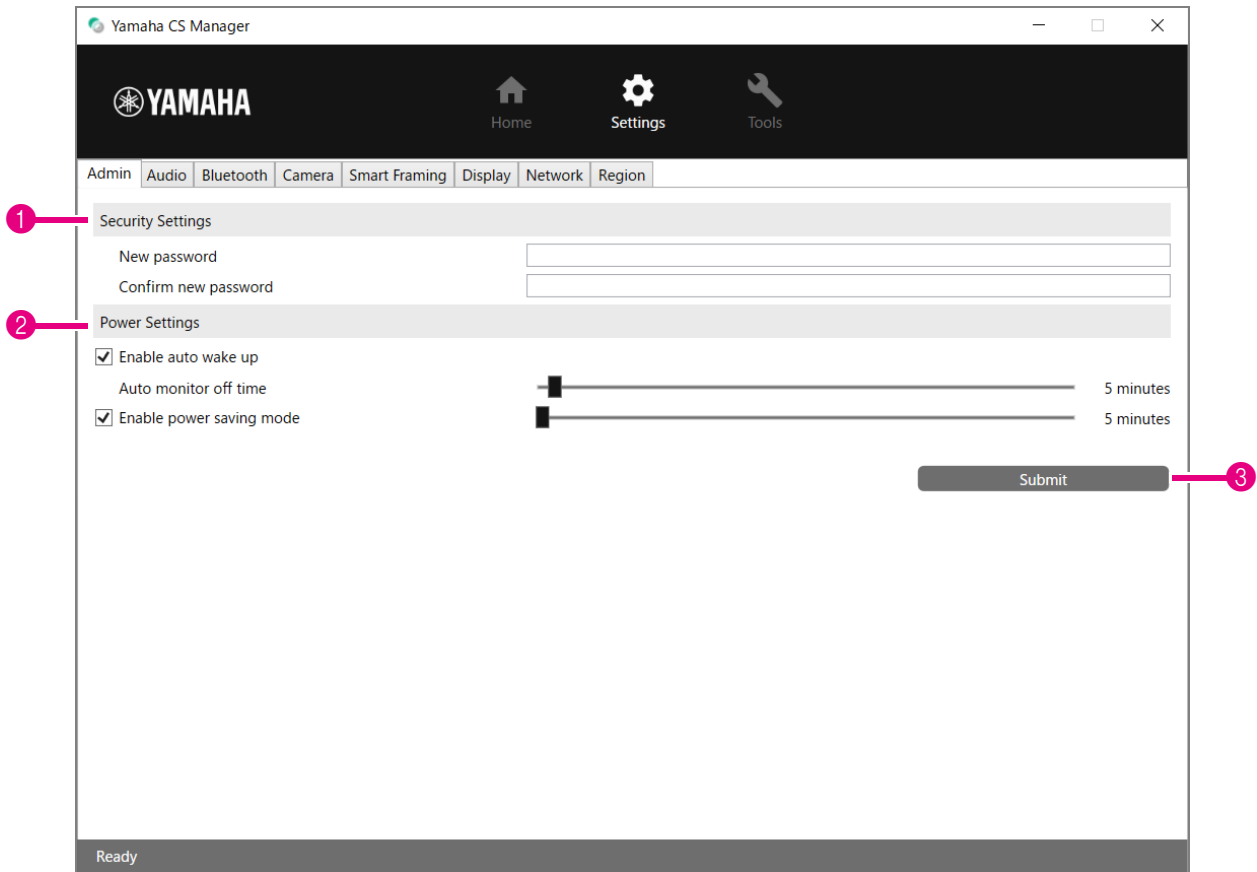 Yamaha CS Manager
YAMAHA
Home Settings Tools
Admin Audio Bluetooth Camera Smart Framing Display Network Region
1 Security Settings
New password
Confirm new password
2 Power Settings
Enable auto wake up
Auto monitor off time 5 minutes
Enable power saving mode 5 minutes
Submit 3
Ready